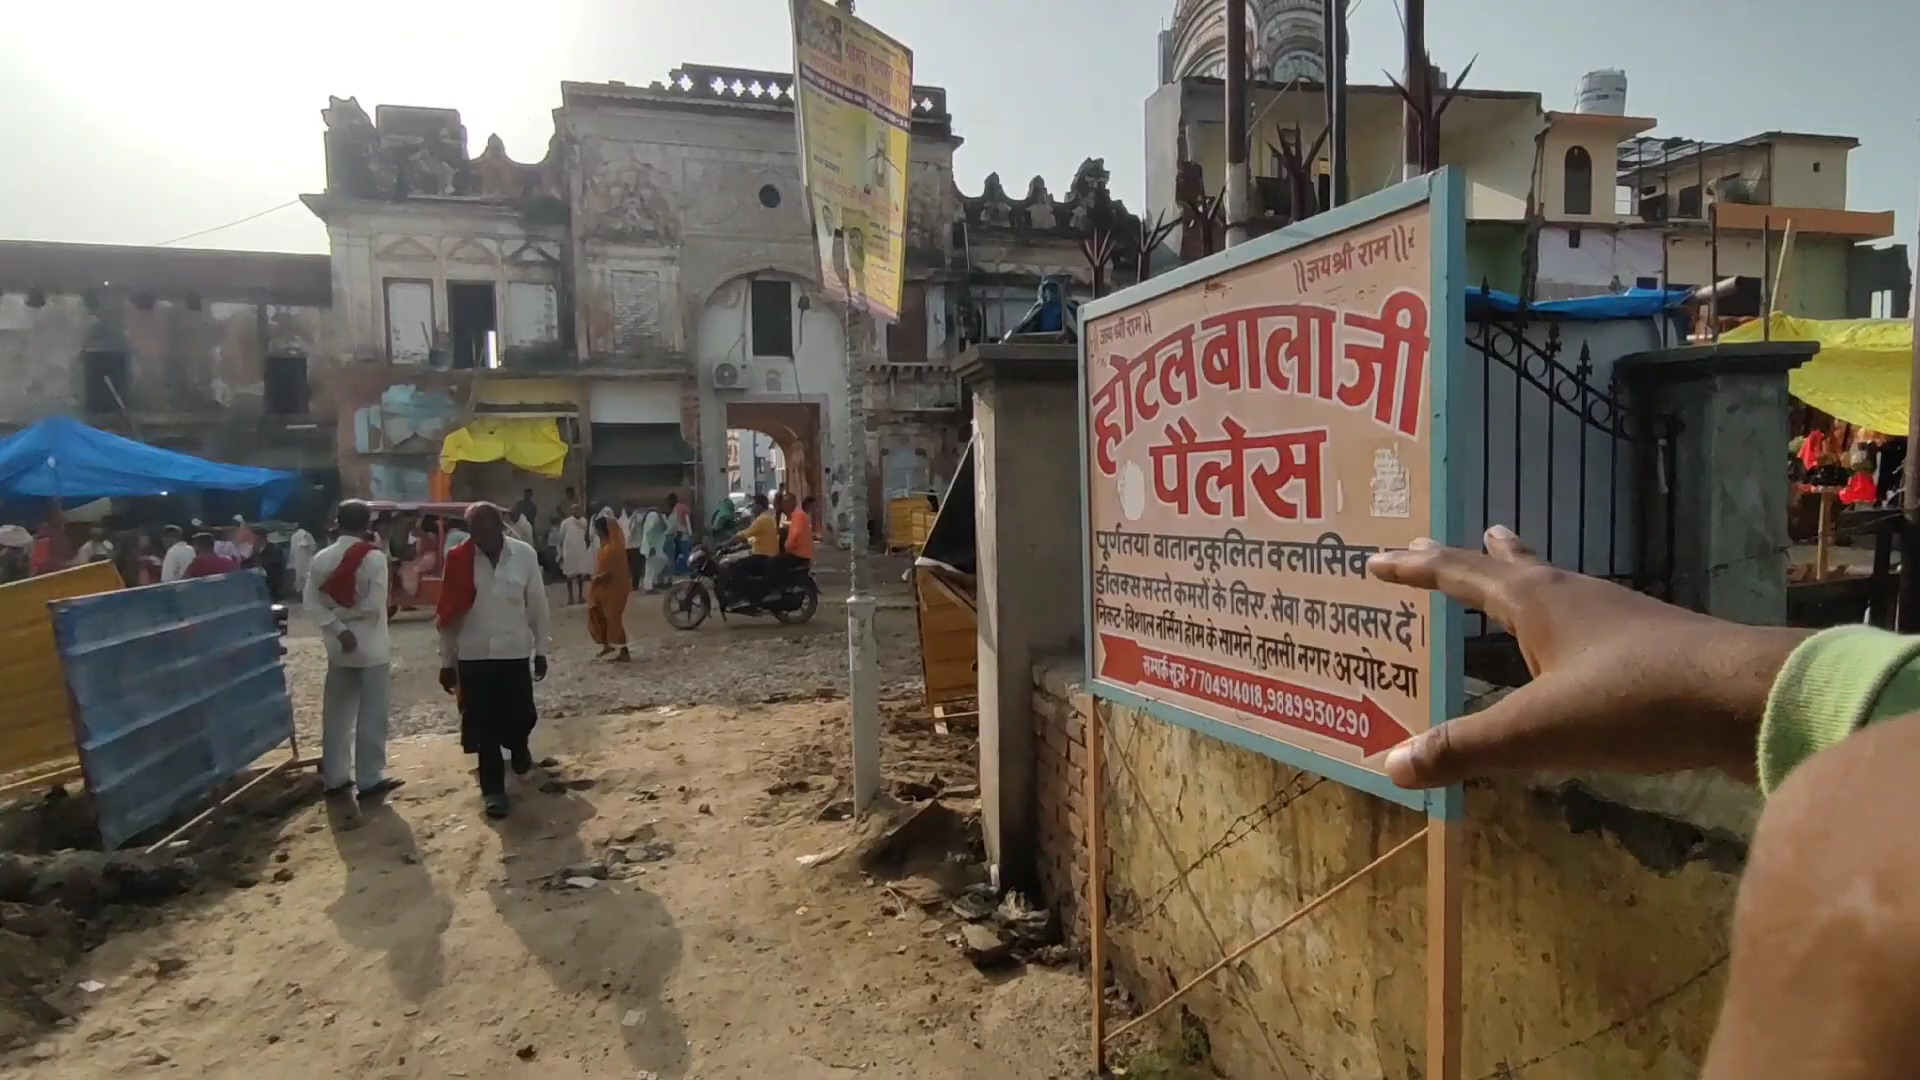 ||जय श्री राम||
||जय श्री राम||
होटल बाला जी
पैलेस
पूर्णतया वातानुकूलित क्लासिक
डीलक्स सस्ते कमरों के लिए सेवा का अवसर दें।
निकट-विशाल नर्सिंग होम के सामने, तुलसी नगर अयोध्या
सम्पर्क सूत्र-7704914018,9889930290